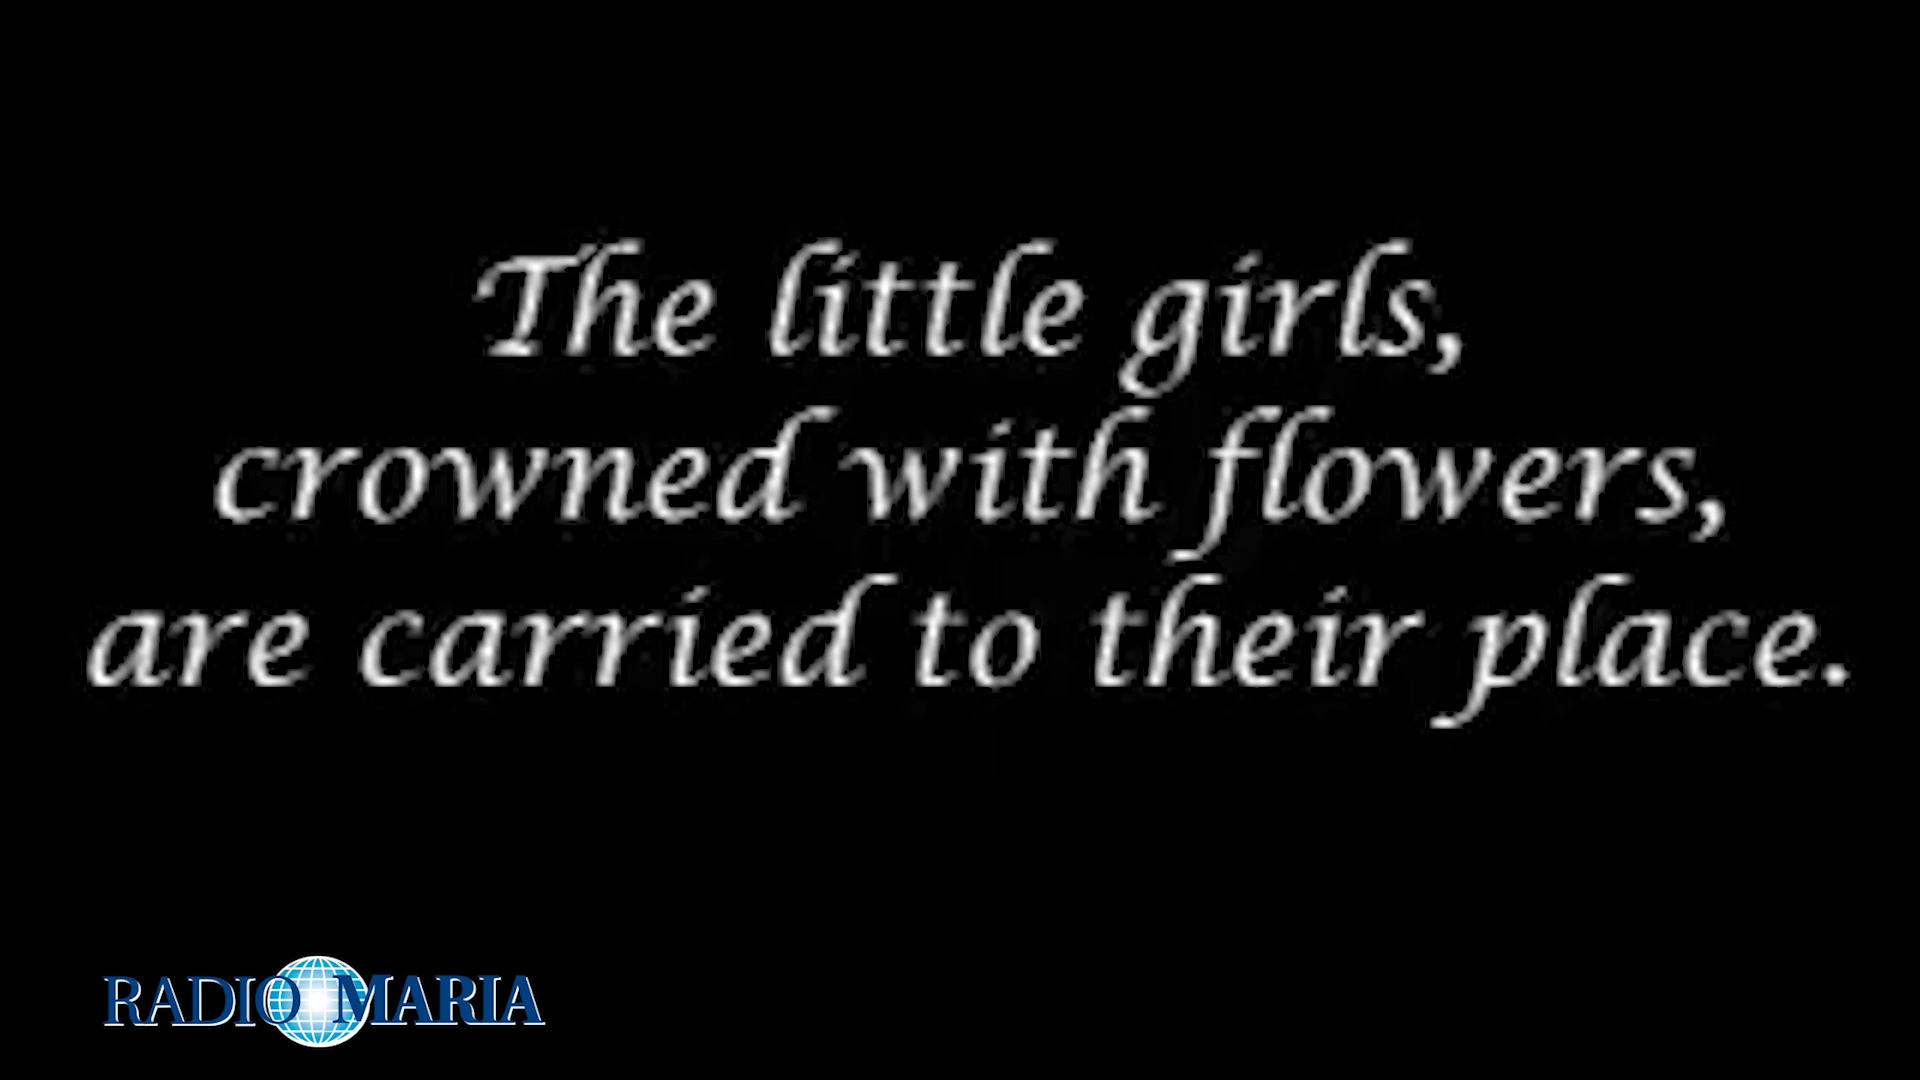 The little girls,
crowned with flowers,
are carried to their place.
RADIO MARIA